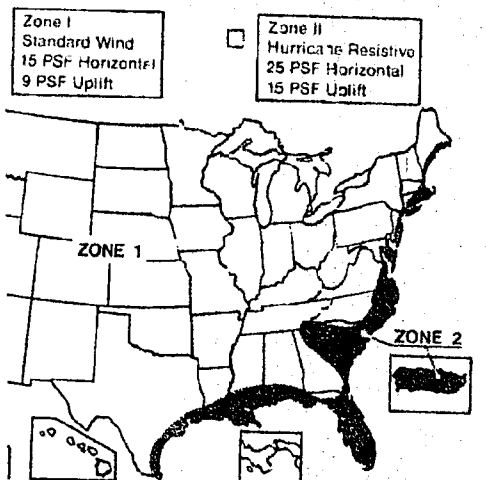 Zone I
Standard Wind
15 PSF Horizontal
9 PSF Uplift
Zone II
Hurricane Resistive
25 PSF Horizontal
15 PSF Uplift
ZONE 1
ZONE 2